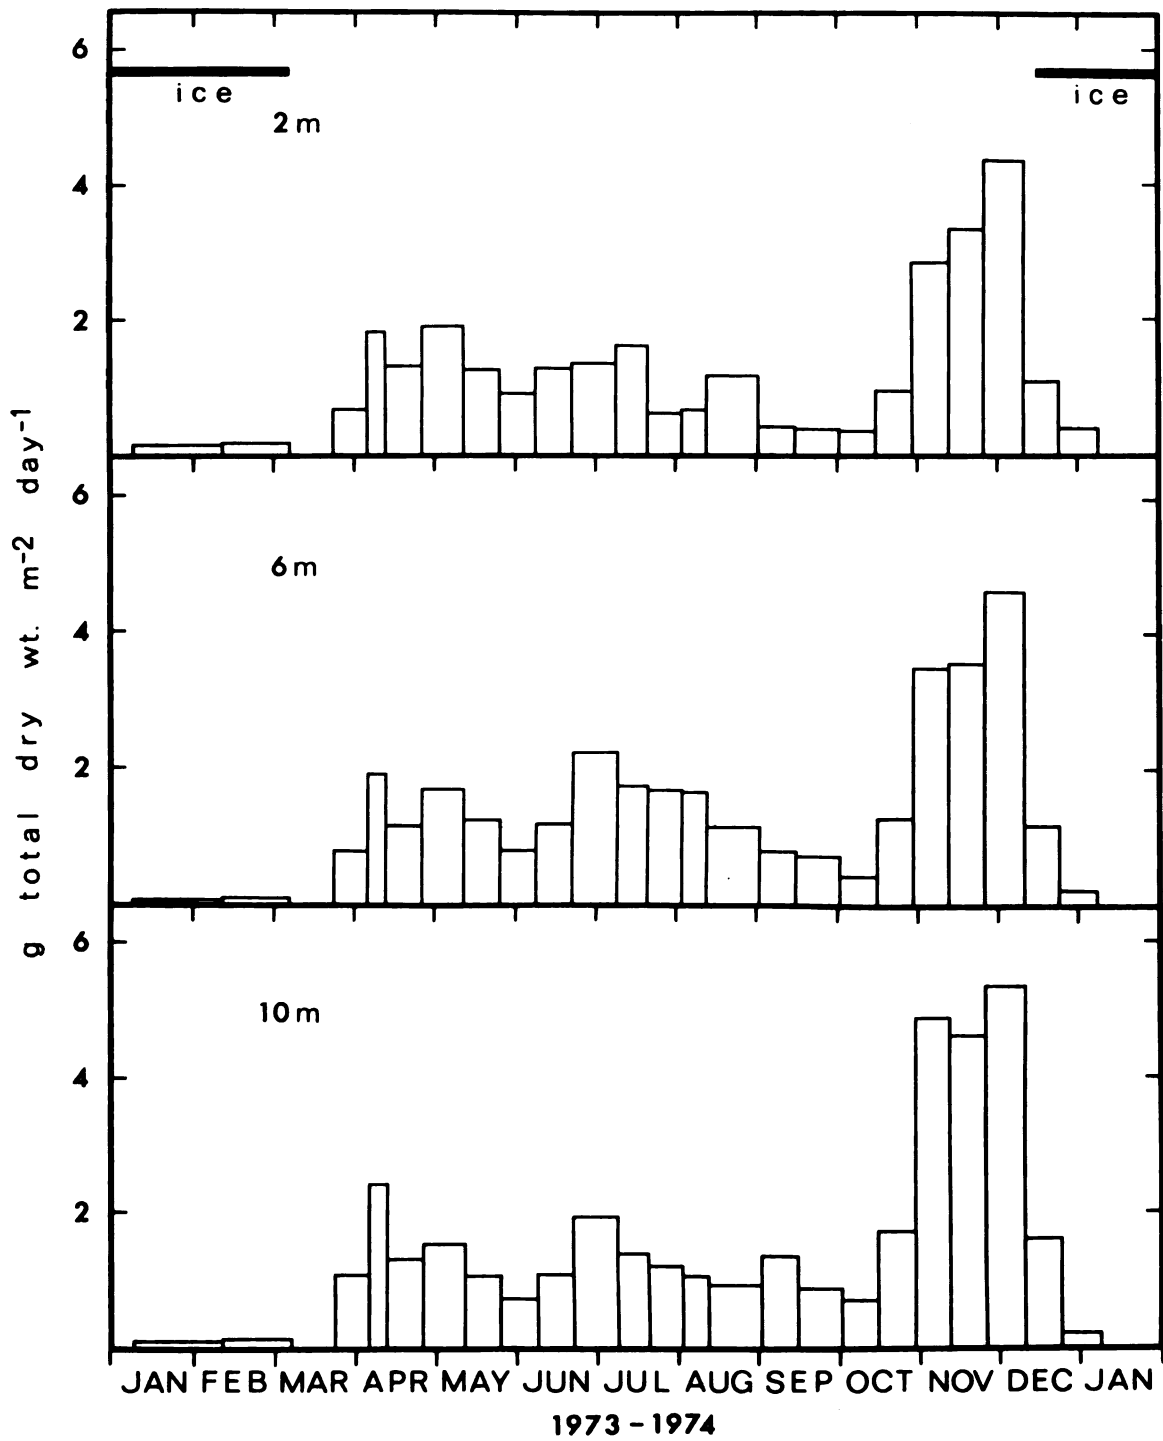 6
ice
ice
2m
4
2
6
6m
4
2
6
10m
4
2
g total dry wt. m-2 day-1
JAN FEB MAR APR MAY JUN JUL AUG SEP OCT NOV DEC JAN
1973-1974